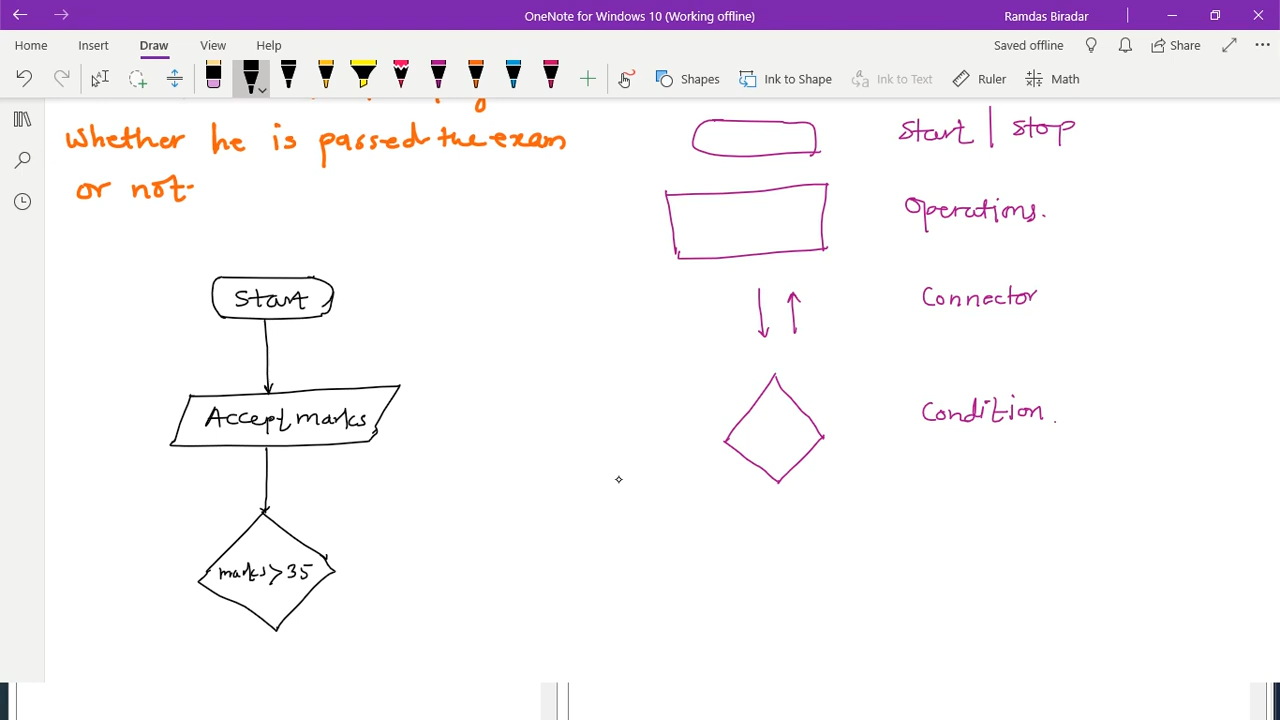 OneNote for Windows 10 (Working offline)
Ramdas Biradar
Home Insert Draw View Help
Saved offline
Share
Shapes
Ink to Shape
Ink to Text
Ruler
Math
Whether he is passed the exam
or not.
Start
Accept marks
marks>35
Start | Stop
Operations.
Connector
Condition.